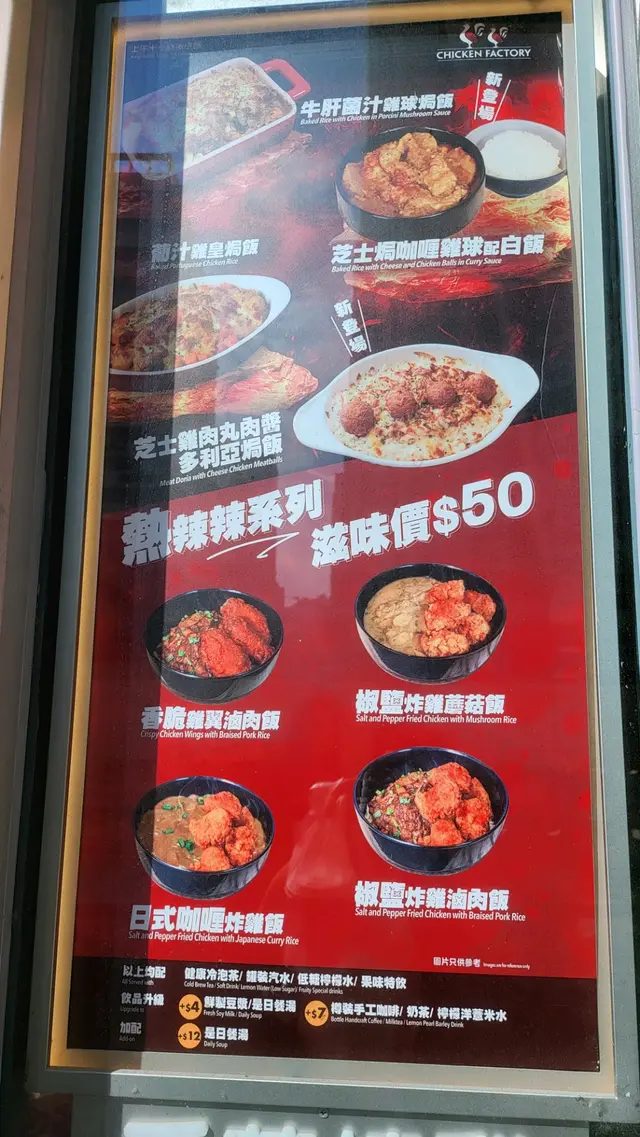 CHICKEN FACTORY
牛肝菌汁雞球焗飯
Baked Rice with Chicken in Porcini Mushroom Sauce
新登場
葡汁雞皇焗飯
Baked Portuguese Chicken Rice
芝士焗咖喱雞球配白飯
Baked Rice with Cheese and Chicken Balls in Curry Sauce
新登場
芝士雞肉丸肉醬
多利亞焗飯
Meat Doria with Cheese Chicken Meatballs
熱辣辣系列
滋味價$50
香脆雞翼滷肉飯
Crispy Chicken Wings with Braised Pork Rice
椒鹽炸雞蘑菇飯
Salt and Pepper Fried Chicken with Mushroom Rice
日式咖喱炸雞飯
Salt and Pepper Fried Chicken with Japanese Curry Rice
椒鹽炸雞滷肉飯
Salt and Pepper Fried Chicken with Braised Pork Rice
圖片只供參考 Images are for reference only
以上均配 健康冷泡茶/ 鐵裝汽水/ 低糖檸檬水/ 果味特飲
All Served with Cold Brew Tea / Soft Drink/ Lemon Water (Low Sugar)/ Fruity Special drinks
飲品升級 +$4 鮮製豆漿/是日餐湯 +$7 樽裝手工咖啡/ 奶茶/ 檸檬洋薏米水
Upgrade to Fresh Soy Milk / Daily Soup Bottle Handcraft Coffee / Milktea / Lemon Pearl Barley Drink
加配 +$12 是日餐湯
Add-on Daily Soup